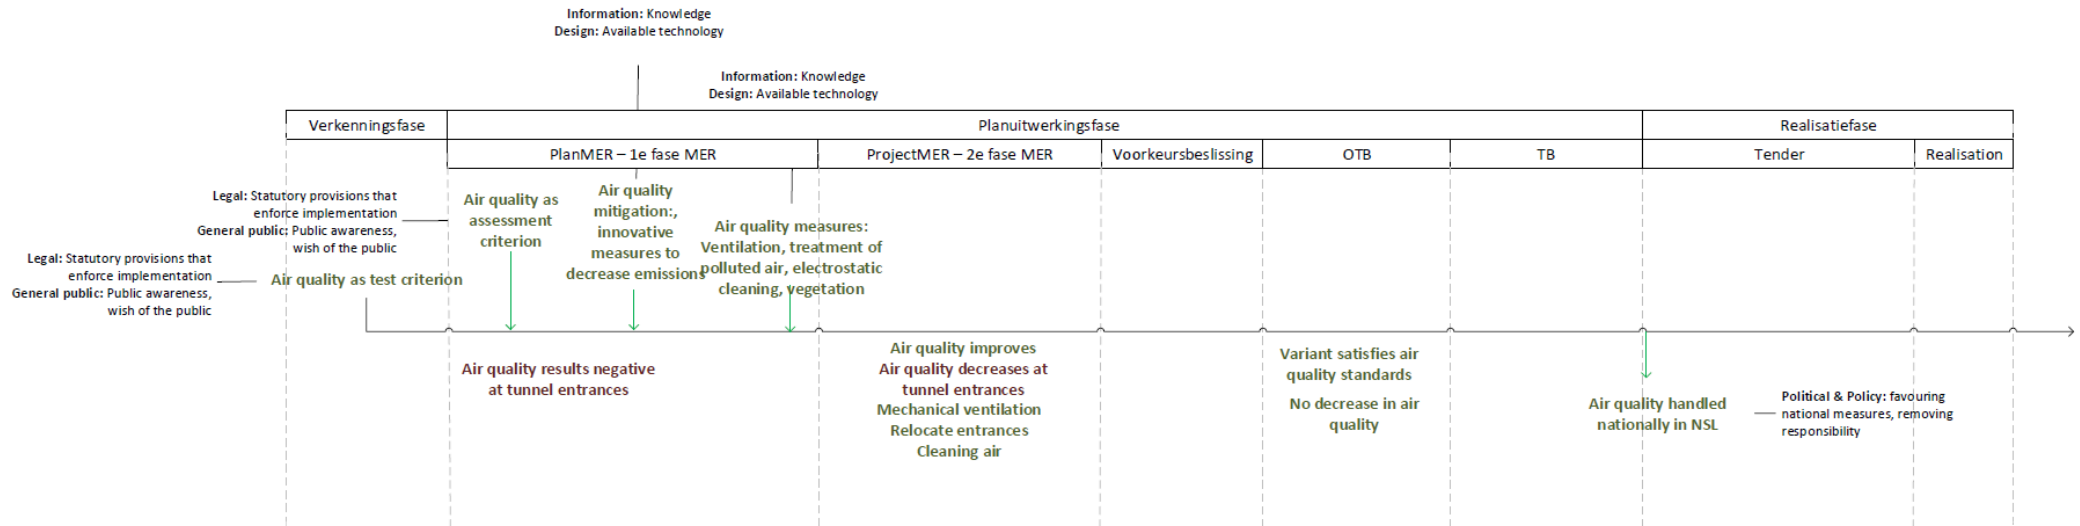 Information: Knowledge
Design: Available technology
Information: Knowledge
Design: Available technology
Verkenningsfase
Planuitwerkingsfase
Realisatiefase
PlanMER – 1e fase MER
ProjectMER – 2e fase MER
Voorkeursbeslissing
OTB
TB
Tender
Realisation
Legal: Statutory provisions that
enforce implementation
General public: Public awareness,
wish of the public
Legal: Statutory provisions that
enforce implementation
General public: Public awareness,
wish of the public
Air quality as test criterion
Air quality as
assessment
criterion
Air quality
mitigation:,
innovative
measures to
decrease emissions
Air quality measures:
Ventilation, treatment of
polluted air, electrostatic
cleaning, vegetation
Air quality results negative
at tunnel entrances
Air quality improves
Air quality decreases at
tunnel entrances
Mechanical ventilation
Relocate entrances
Cleaning air
Variant satisfies air
quality standards
No decrease in air
quality
Air quality handled
nationally in NSL
Political & Policy: favouring
national measures, removing
responsibility